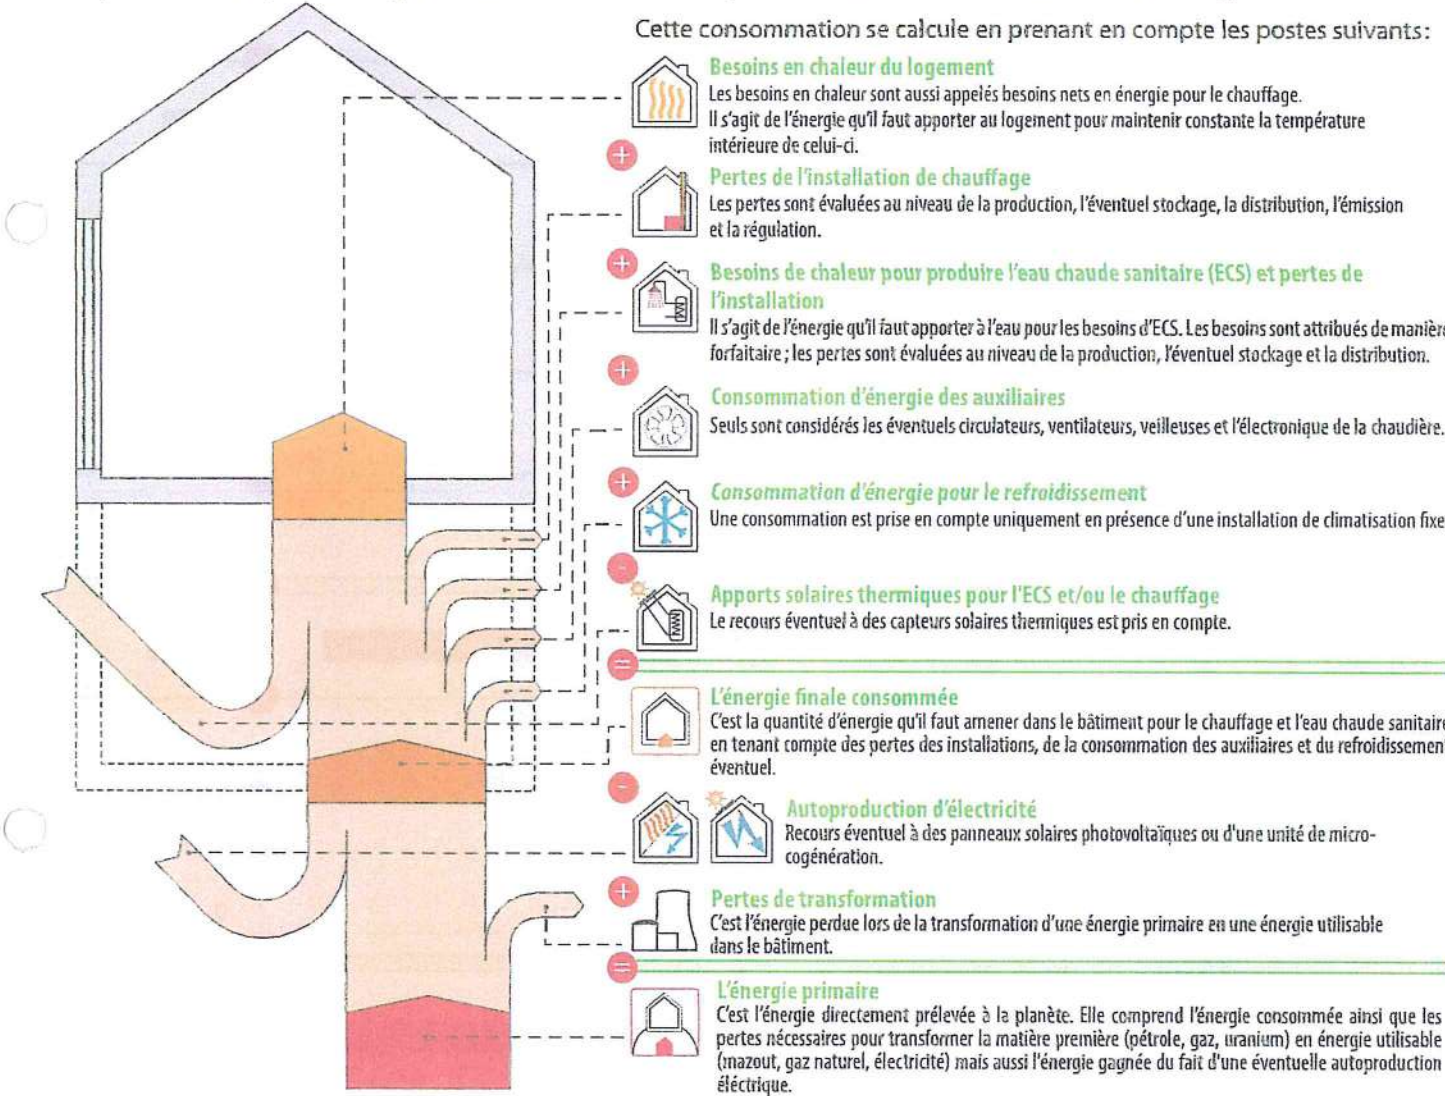 Cette consommation se calcule en prenant en compte les postes suivants:
Besoins en chaleur du logement
Les besoins en chaleur sont aussi appelés besoins nets en énergie pour le chauffage.
Il s'agit de l'énergie qu'il faut apporter au logement pour maintenir constante la température
intérieure de celui-ci.
+
Pertes de l'installation de chauffage
Les pertes sont évaluées au niveau de la production, l'éventuel stockage, la distribution, l'émission
et la régulation.
+
Besoins de chaleur pour produire l'eau chaude sanitaire (ECS) et pertes de
l'installation
Il s'agit de l'énergie qu'il faut apporter à l'eau pour les besoins d'ECS. Les besoins sont attribués de manière
forfaitaire ; les pertes sont évaluées au niveau de la production, l'éventuel stockage et la distribution.
+
Consommation d'énergie des auxiliaires
Seuls sont considérés les éventuels circulateurs, ventilateurs, veilleuses et l'électronique de la chaudière.
+
Consommation d'énergie pour le refroidissement
Une consommation est prise en compte uniquement en présence d'une installation de climatisation fixe
-
Apports solaires thermiques pour l'ECS et/ou le chauffage
Le recours éventuel à des capteurs solaires thermiques est pris en compte.
=
L'énergie finale consommée
C'est la quantité d'énergie qu'il faut amener dans le bâtiment pour le chauffage et l'eau chaude sanitaire
en tenant compte des pertes des installations, de la consommation des auxiliaires et du refroidissement
éventuel.
-
Autoproduction d'électricité
Recours éventuel à des panneaux solaires photovoltaïques ou d'une unité de micro-
cogénération.
+
Pertes de transformation
C'est l'énergie perdue lors de la transformation d'une énergie primaire en une énergie utilisable
dans le bâtiment.
=
L'énergie primaire
C'est l'énergie directement prélevée à la planète. Elle comprend l'énergie consommée ainsi que les
pertes nécessaires pour transformer la matière première (pétrole, gaz, uranium) en énergie utilisable
(mazout, gaz naturel, électricité) mais aussi l'énergie gagnée du fait d'une éventuelle autoproduction
éléctrique.